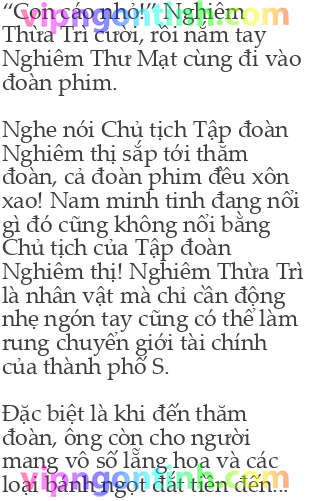 vipngontinh.com
“Con cáo nhỏ!” Nghiêm
Thừa Trì cười, rồi nắm tay
Nghiêm Thư Mạt cùng đi vào
đoàn phim.
Nghe nói Chủ tịch Tập đoàn
Nghiêm thị sắp tới thăm
đoàn, cả đoàn phim đều xôn
xao! Nam minh tinh đang nổi
gì đó cũng không nổi bằng
Chủ tịch của Tập đoàn
Nghiêm thị! Nghiêm Thừa Trì
là nhân vật mà chỉ cần động
nhẹ ngón tay cũng có thể làm
rung chuyển giới tài chính
của thành phố S.
Đặc biệt là khi đến thăm
đoàn, ông còn cho người
mang vô số lẵng hoa và các
loại bánh ngọt đắt tiền đến...
vipngontinh.com